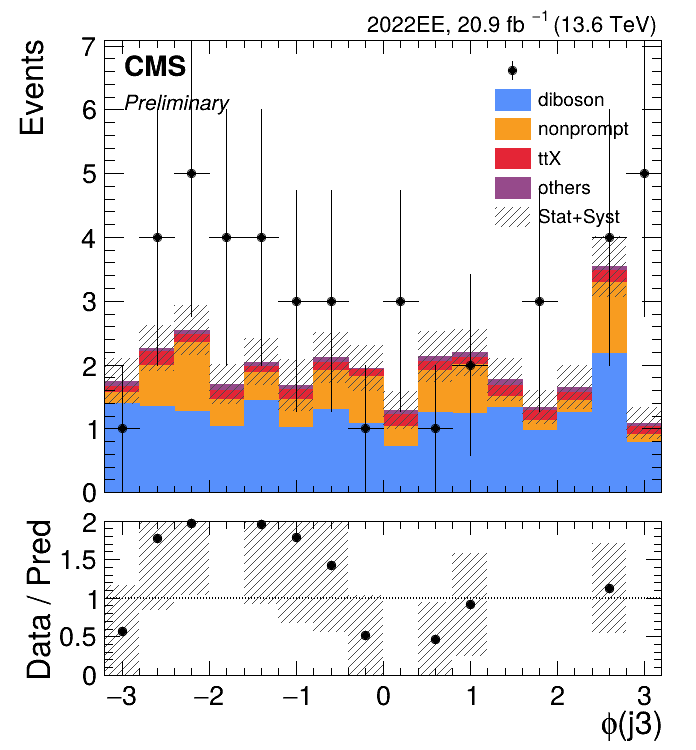 2022EE, 20.9 fb⁻¹ (13.6 TeV)
Events
7
6
5
4
3
2
1
0
CMS
Preliminary
diboson
nonprompt
ttX
others
Stat+Syst
Data / Pred
2
1.5
1
0.5
0
−3 −2 −1 0 1 2 3
ϕ(j3)